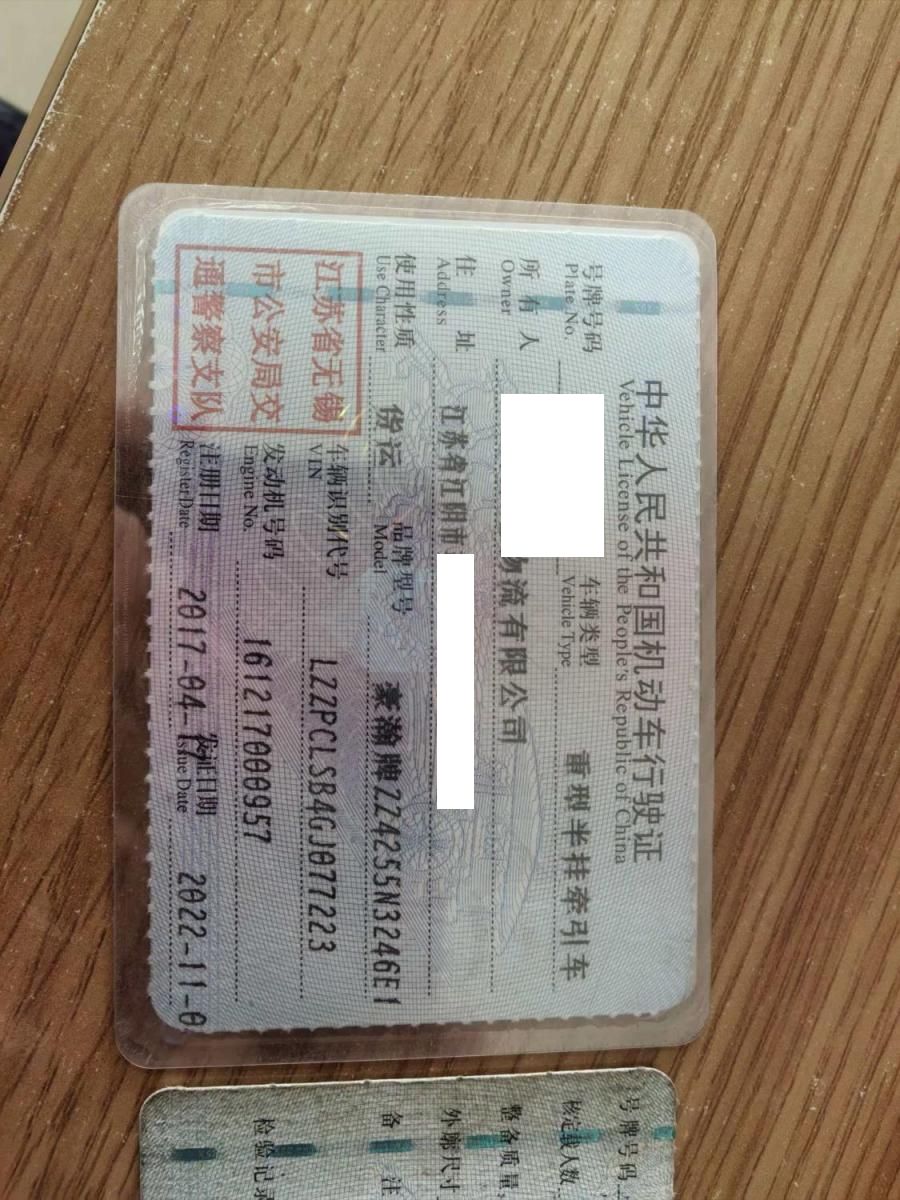 中华人民共和国机动车行驶证
Vehicle License of the People's Republic of China
号牌号码
Plate No.
车辆类型
Vehicle Type
重型半挂牵引车
所有人
Owner
物流有限公司
住址
Address
江苏省江阴市
使用性质
Use Character
货运
品牌型号
Model
豪瀚牌ZZ4255N3246E1
江苏省无锡
市公安局交
通警察支队
车辆识别代号
VIN
LZZPCLSB4GJ077223
发动机号码
Engine No.
161217000957
注册日期
Register Date
2017-04-17
发证日期
Issue Date
2022-11-0
号牌号码
核定载人数
整备质量
外廓尺寸
备注
检验记录